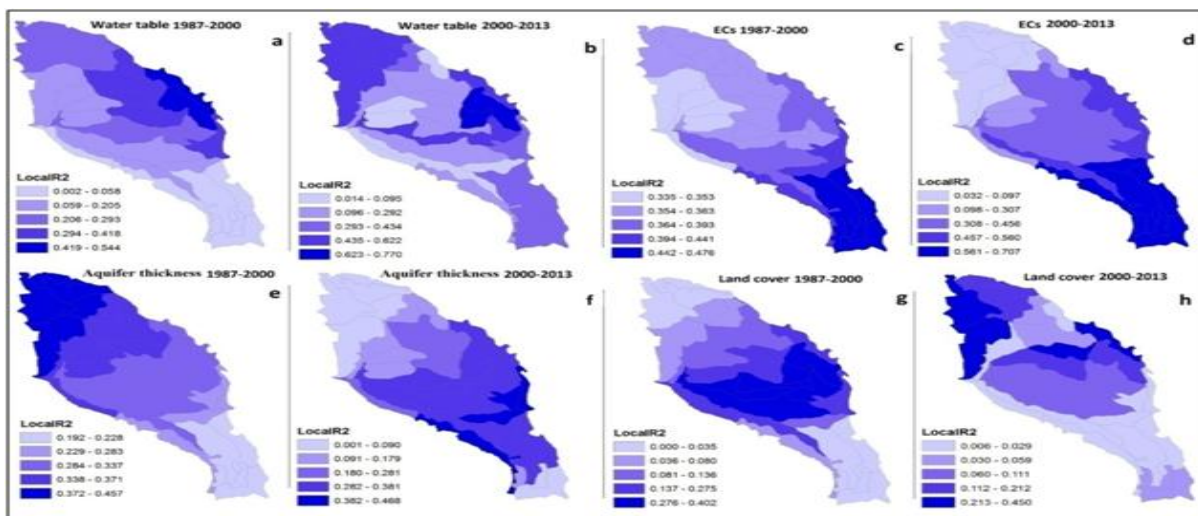 Water table 1987-2000
a
LocalR2
0.002 - 0.058
0.059 - 0.205
0.206 - 0.293
0.294 - 0.418
0.419 - 0.544
Water table 2000-2013
b
LocalR2
0.014 - 0.095
0.096 - 0.292
0.293 - 0.434
0.435 - 0.622
0.623 - 0.770
ECs 1987-2000
c
LocalR2
0.335 - 0.353
0.354 - 0.363
0.364 - 0.393
0.394 - 0.441
0.442 - 0.476
ECs 2000-2013
d
LocalR2
0.032 - 0.097
0.098 - 0.307
0.308 - 0.456
0.457 - 0.560
0.561 - 0.707
Aquifer thickness 1987-2000
e
LocalR2
0.192 - 0.228
0.229 - 0.283
0.284 - 0.337
0.338 - 0.371
0.372 - 0.457
Aquifer thickness 2000-2013
f
LocalR2
0.001 - 0.090
0.091 - 0.179
0.180 - 0.281
0.282 - 0.381
0.382 - 0.468
Land cover 1987-2000
g
LocalR2
0.000 - 0.035
0.036 - 0.080
0.081 - 0.136
0.137 - 0.275
0.276 - 0.402
Land cover 2000-2013
h
LocalR2
0.006 - 0.029
0.030 - 0.059
0.060 - 0.111
0.112 - 0.212
0.213 - 0.450